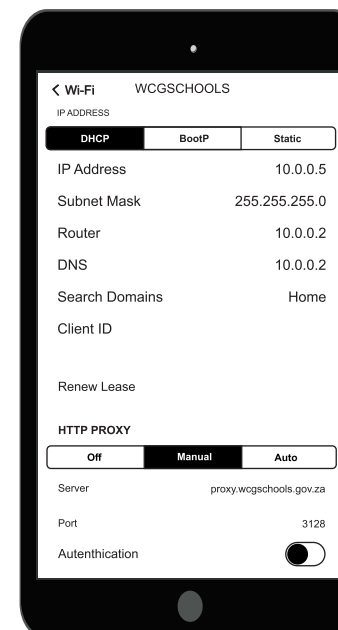 < Wi-Fi WCGSCHOOLS
IP ADDRESS
DHCP BootP Static
IP Address 10.0.0.5
Subnet Mask 255.255.255.0
Router 10.0.0.2
DNS 10.0.0.2
Search Domains Home
Client ID
Renew Lease
HTTP PROXY
Off Manual Auto
Server proxy.wcgschools.gov.za
Port 3128
Autenthication